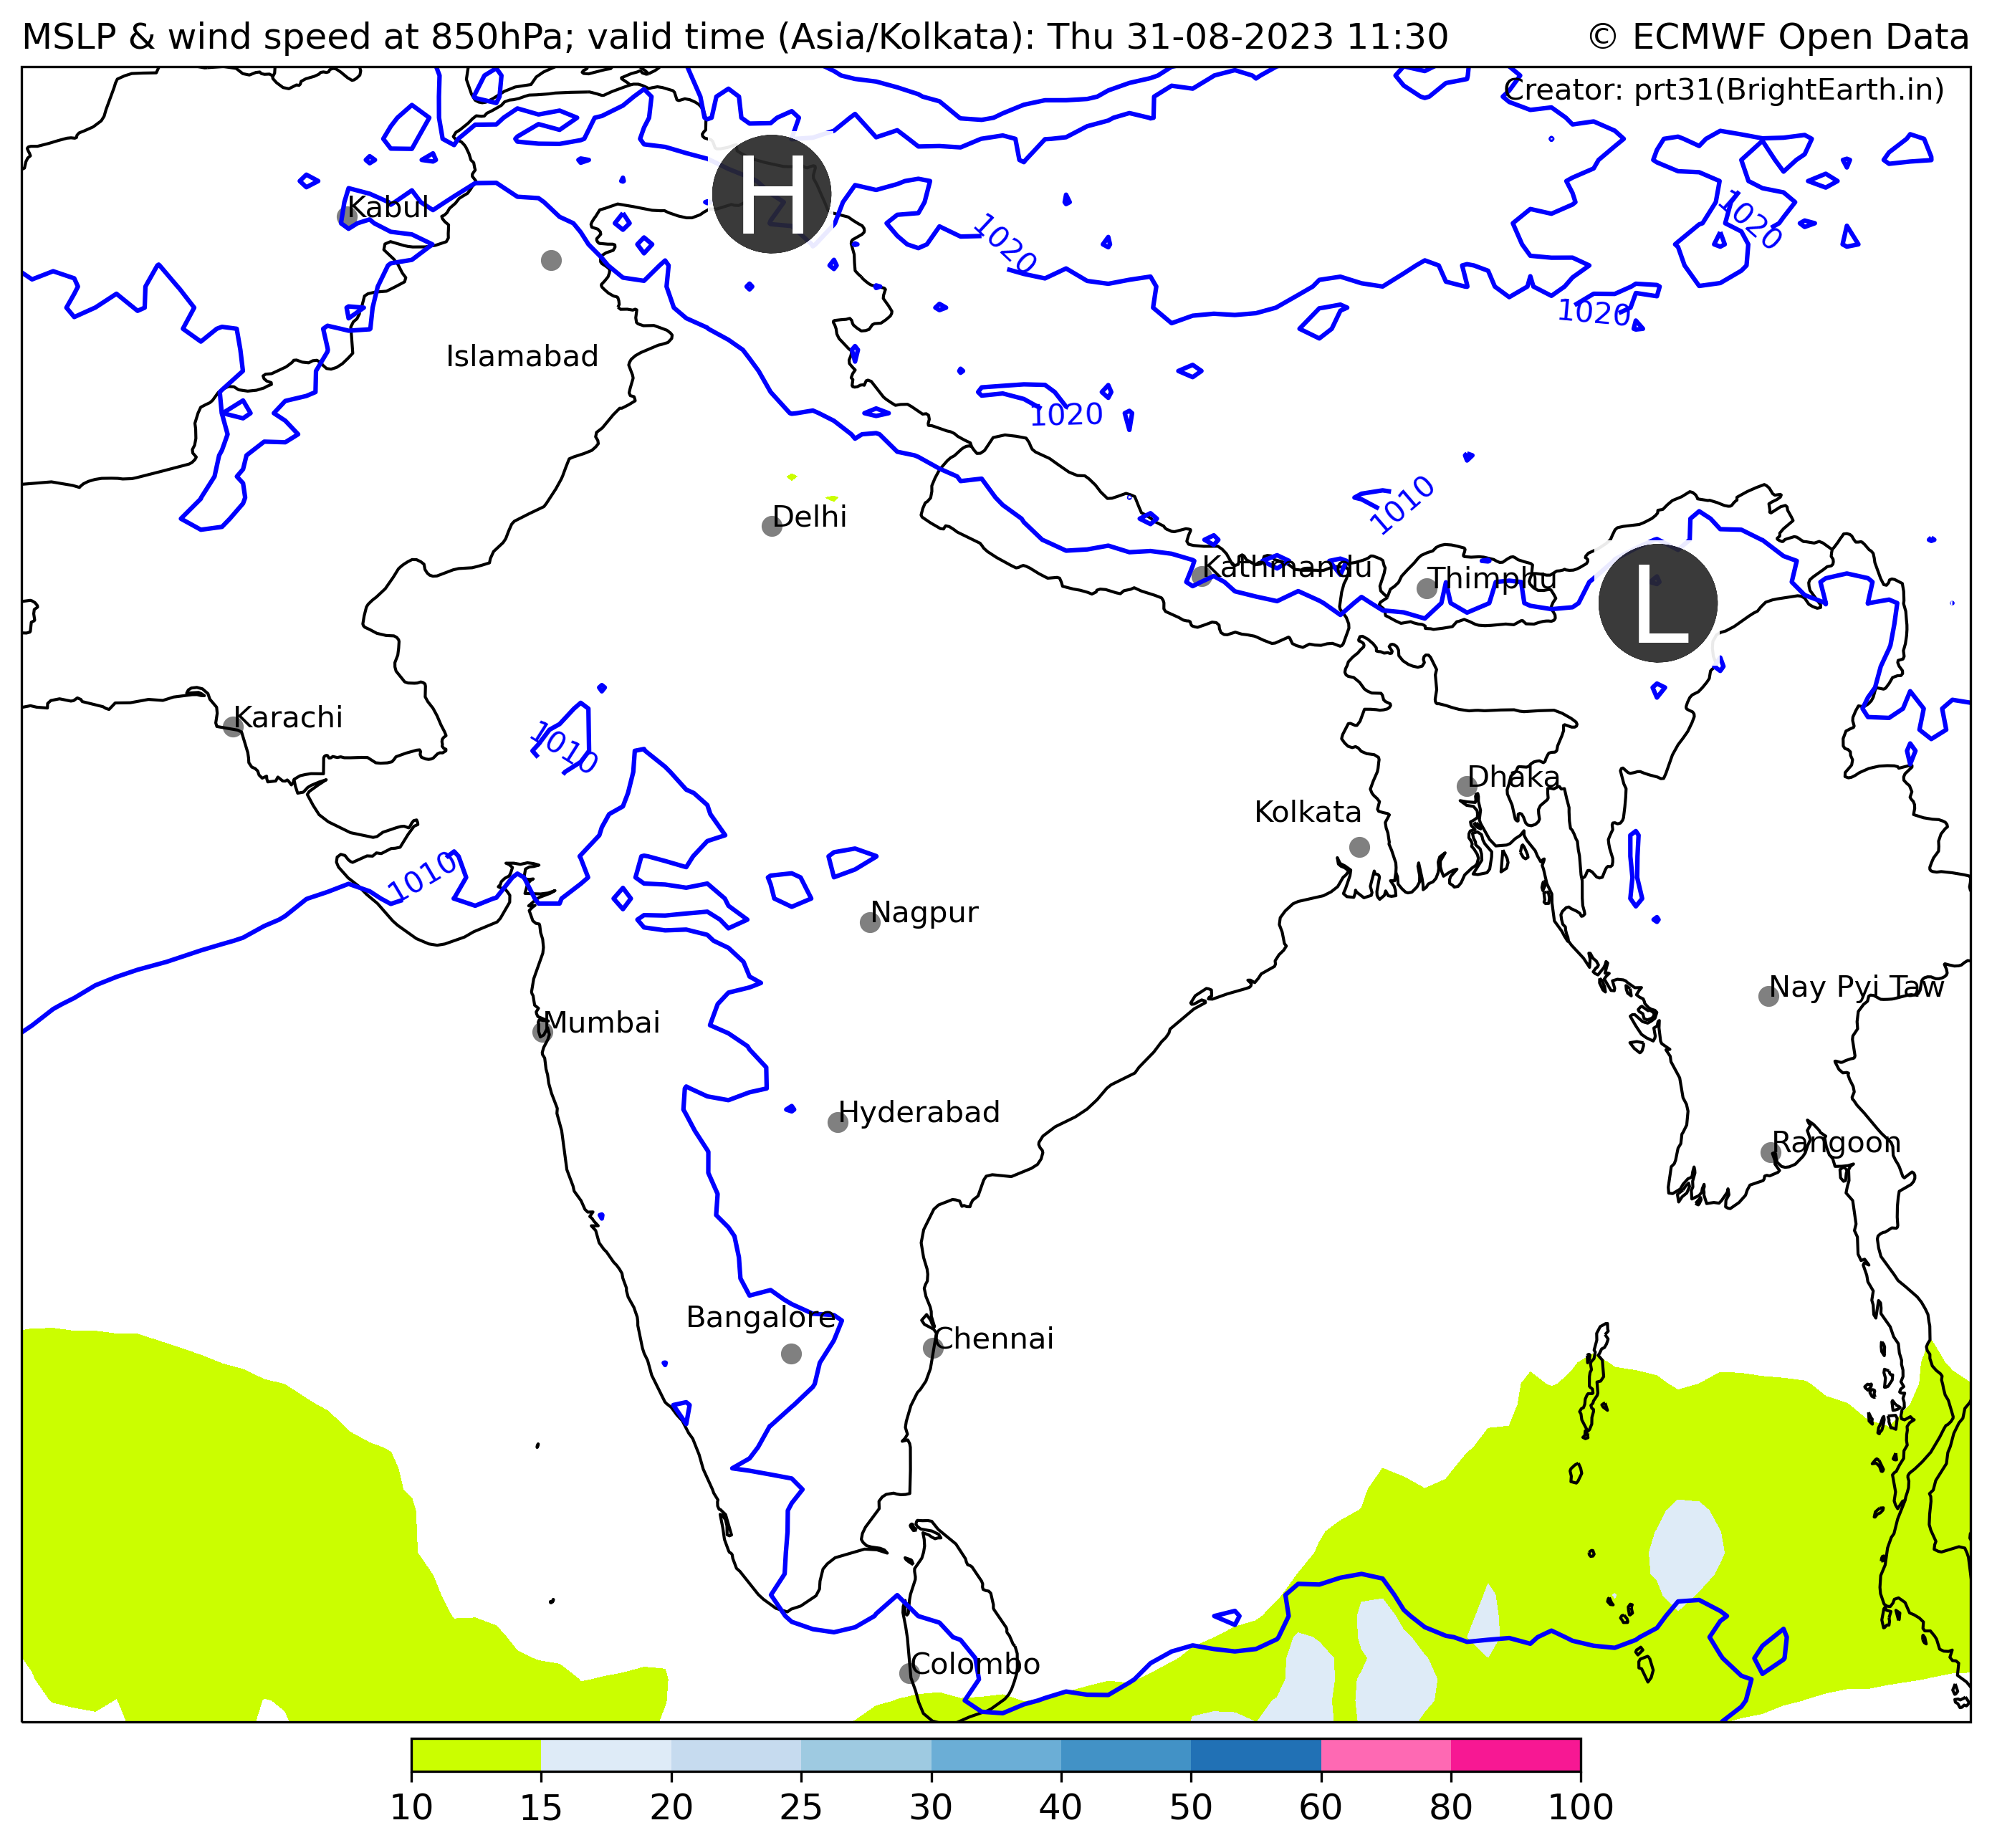 MSLP & wind speed at 850hPa; valid time (Asia/Kolkata): Thu 31-08-2023 11:30
© ECMWF Open Data
Creator: prt31(BrightEarth.in)
H
Kabul
1020
1020
1020
Islamabad
1020
1010
Delhi
Kathmandu
Thimphu
L
Karachi
1010
Dhaka
Kolkata
1010
Nagpur
Nay Pyi Taw
Mumbai
Hyderabad
Rangoon
Bangalore
Chennai
Colombo
10 15 20 25 30 40 50 60 80 100